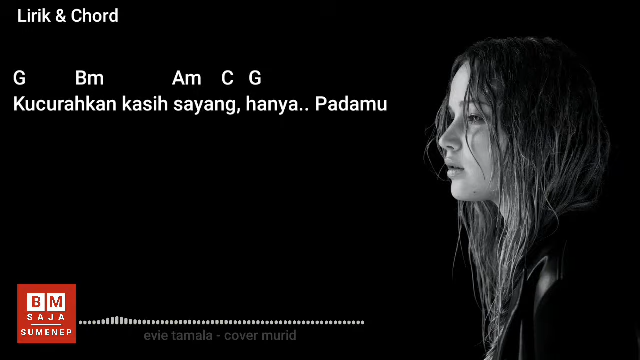 Lirik & Chord
G Bm Am C G
Kucurahkan kasih sayang, hanya.. Padamu
BM
SAJA
SUMENEP
evie tamala - cover murid